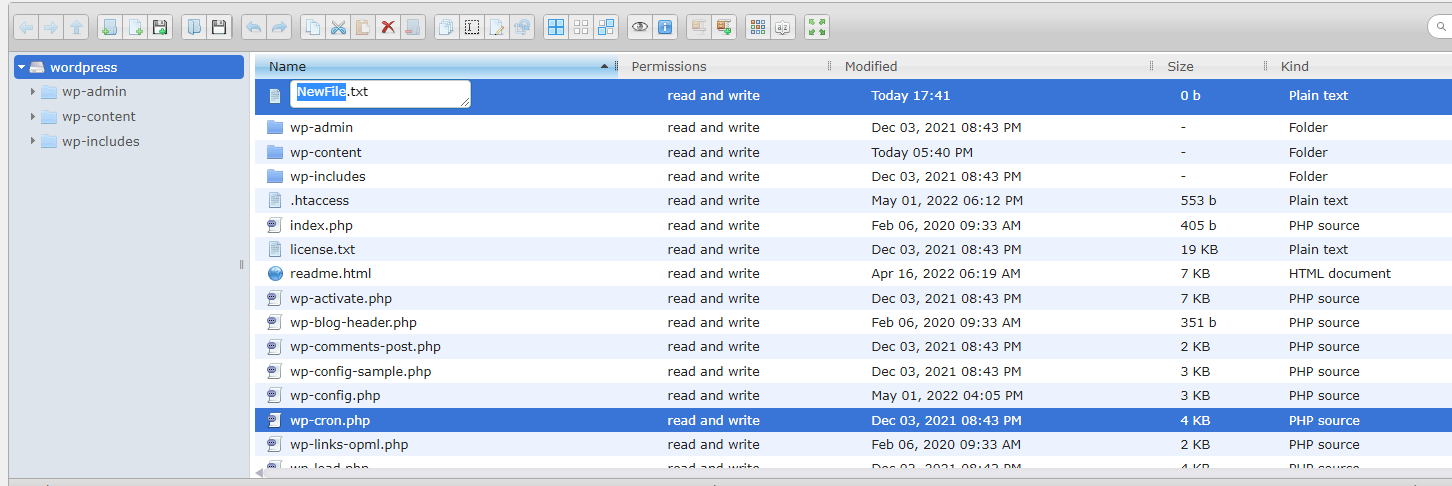 wordpress
wp-admin
wp-content
wp-includes
Name Permissions Modified Size Kind
NewFile.txt read and write Today 17:41 0 b Plain text
wp-admin read and write Dec 03, 2021 08:43 PM - Folder
wp-content read and write Today 05:40 PM - Folder
wp-includes read and write Dec 03, 2021 08:43 PM - Folder
.htaccess read and write May 01, 2022 06:12 PM 553 b Plain text
index.php read and write Feb 06, 2020 09:33 AM 405 b PHP source
license.txt read and write Dec 03, 2021 08:43 PM 19 KB Plain text
readme.html read and write Apr 16, 2022 06:19 AM 7 KB HTML document
wp-activate.php read and write Dec 03, 2021 08:43 PM 7 KB PHP source
wp-blog-header.php read and write Feb 06, 2020 09:33 AM 351 b PHP source
wp-comments-post.php read and write Dec 03, 2021 08:43 PM 2 KB PHP source
wp-config-sample.php read and write Dec 03, 2021 08:43 PM 3 KB PHP source
wp-config.php read and write May 01, 2022 04:05 PM 3 KB PHP source
wp-cron.php read and write Dec 03, 2021 08:43 PM 4 KB PHP source
wp-links-opml.php read and write Feb 06, 2020 09:33 AM 2 KB PHP source
wp-load.php read and write Dec 03, 2021 08:43 PM 4 KB PHP source